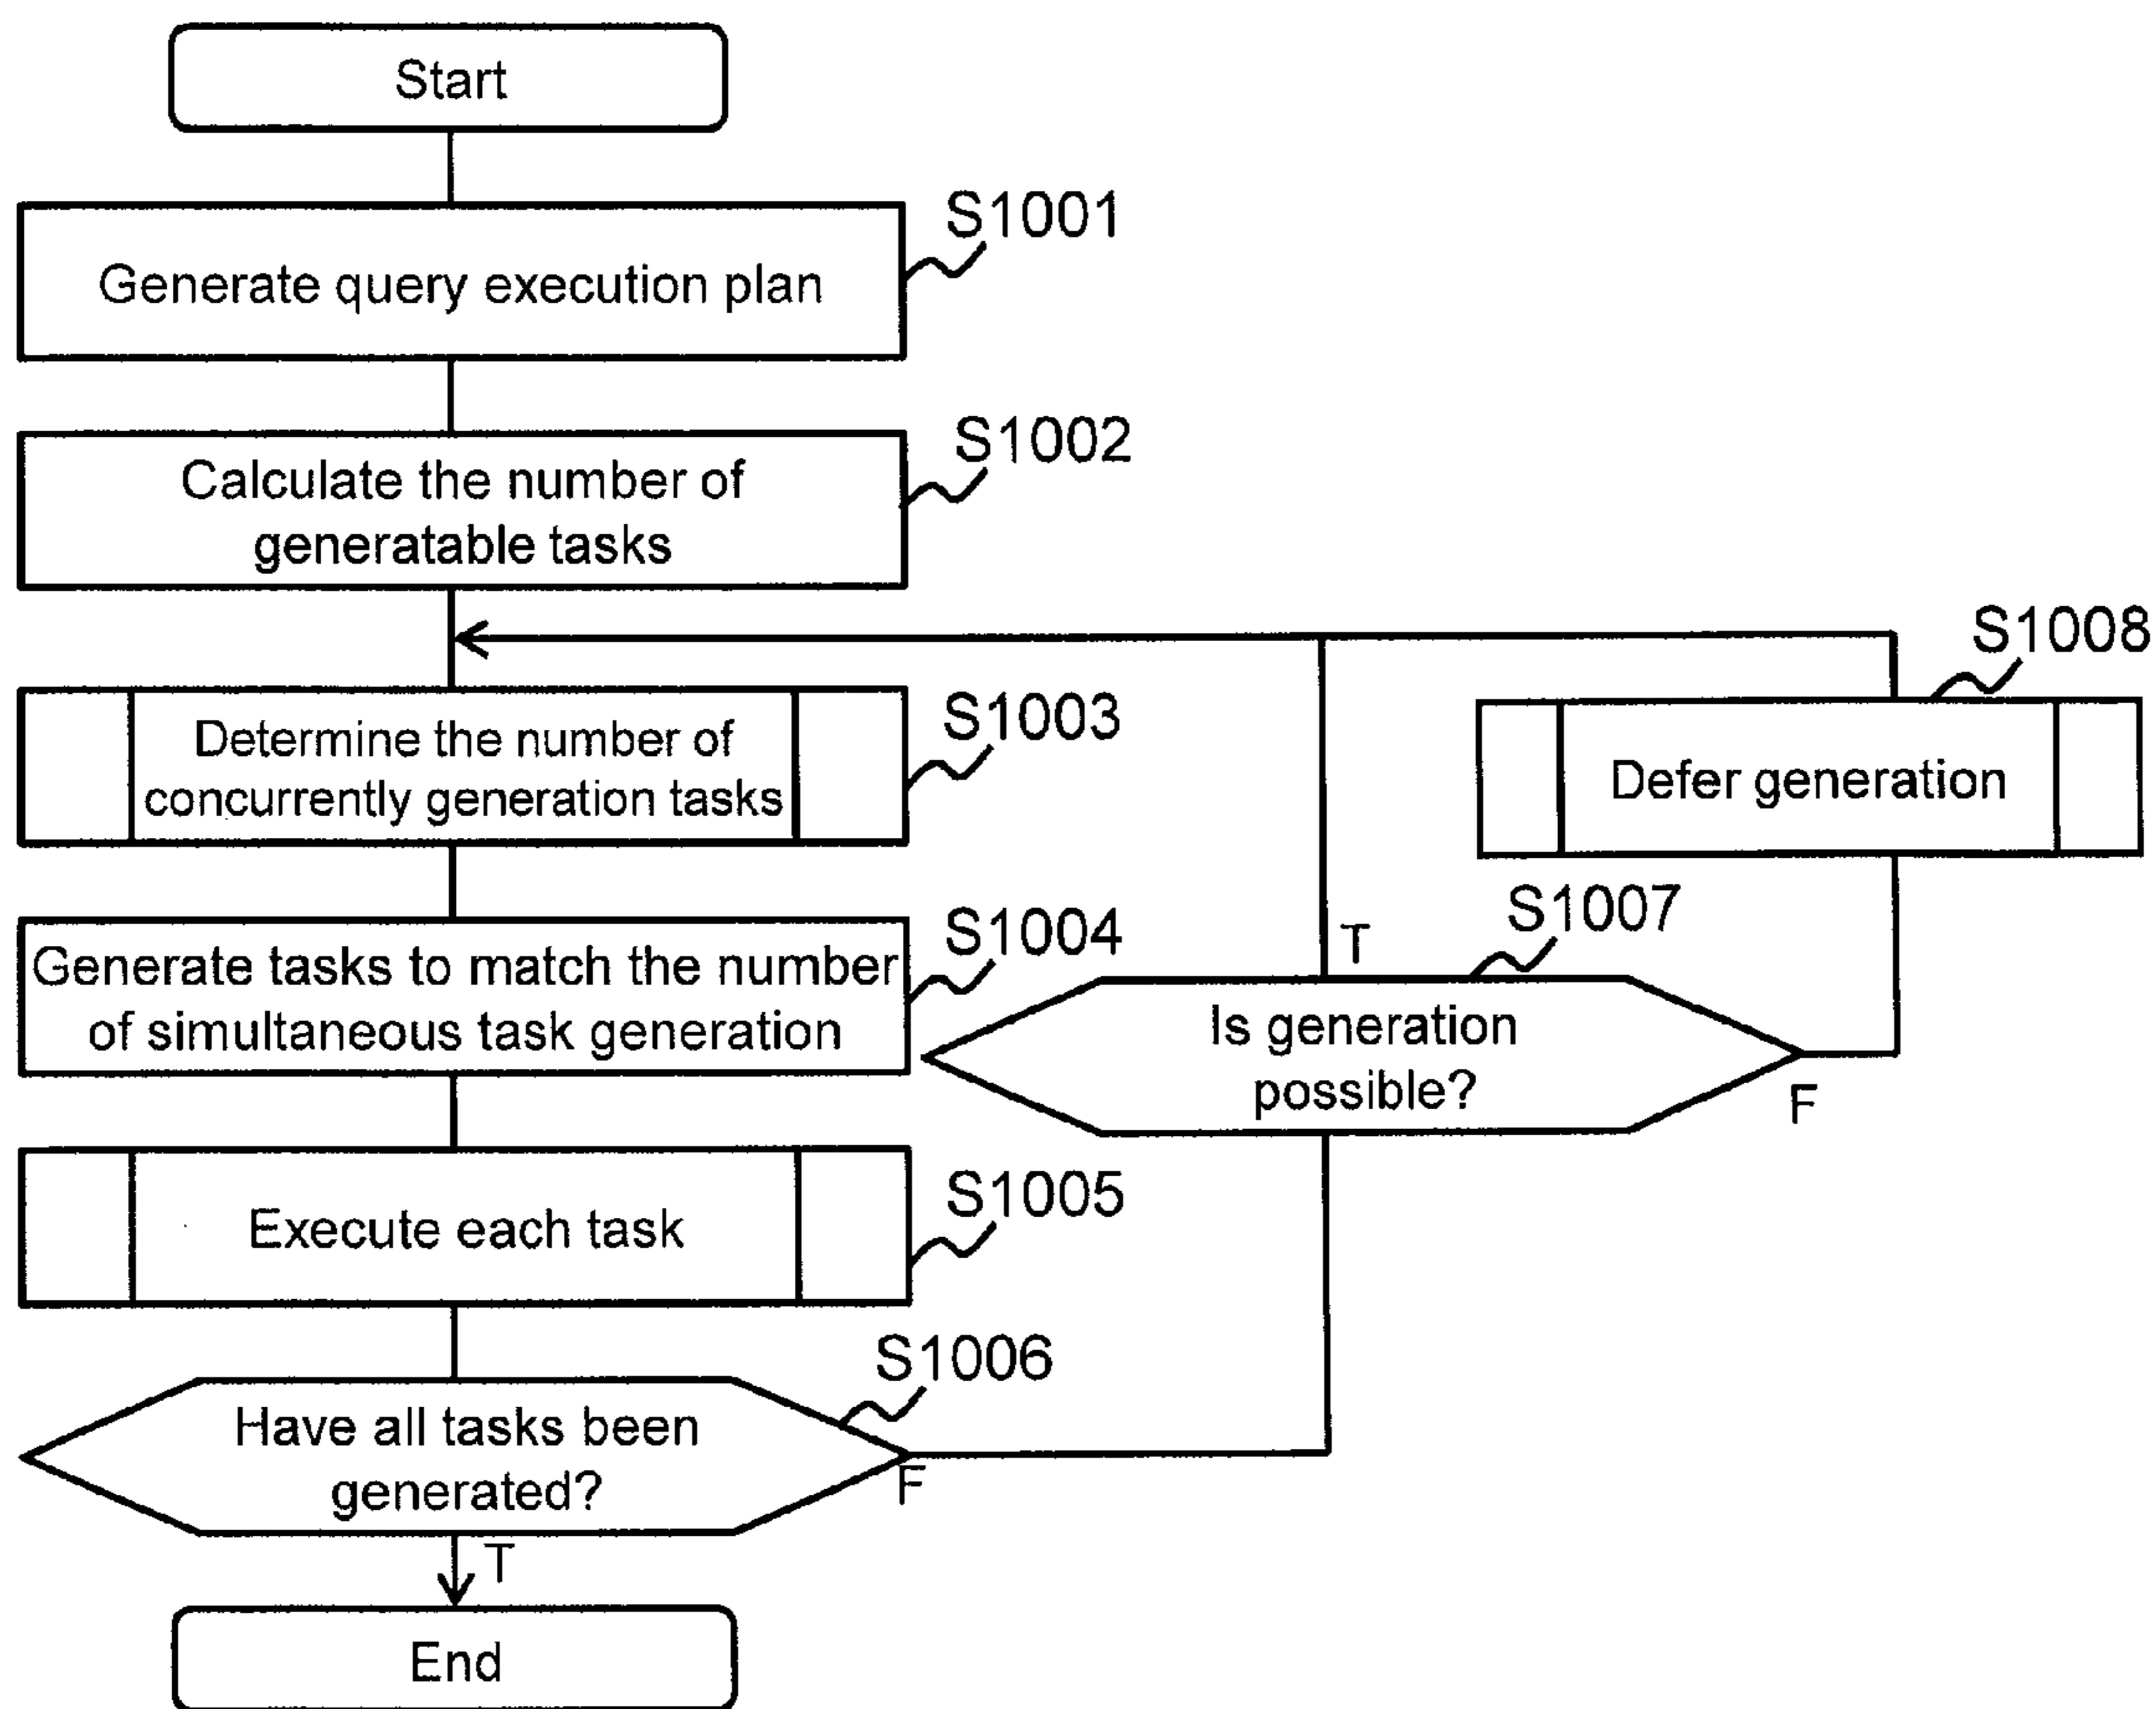 Start
S1001
Generate query execution plan
S1002
Calculate the number of
generatable tasks
S1008
S1003
Determine the number of
concurrently generation tasks
Defer generation
S1007
S1004
T
Generate tasks to match the number
of simultaneous task generation
Is generation
possible?
F
S1005
Execute each task
S1006
Have all tasks been
generated?
F
T
End